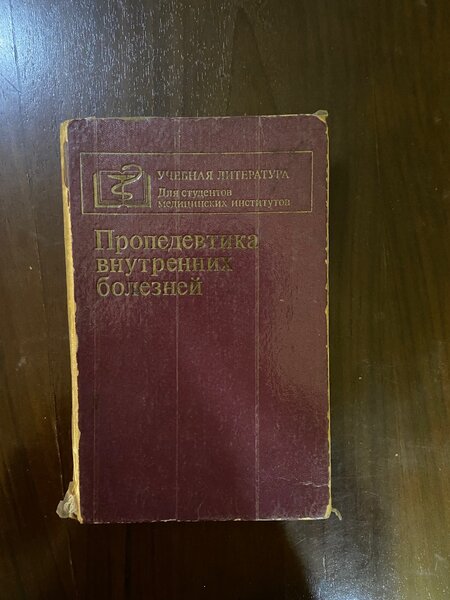 УЧЕБНАЯ ЛИТЕРАТУРА
Для студентов
медицинских институтов
Пропедевтика
внутренних
болезней